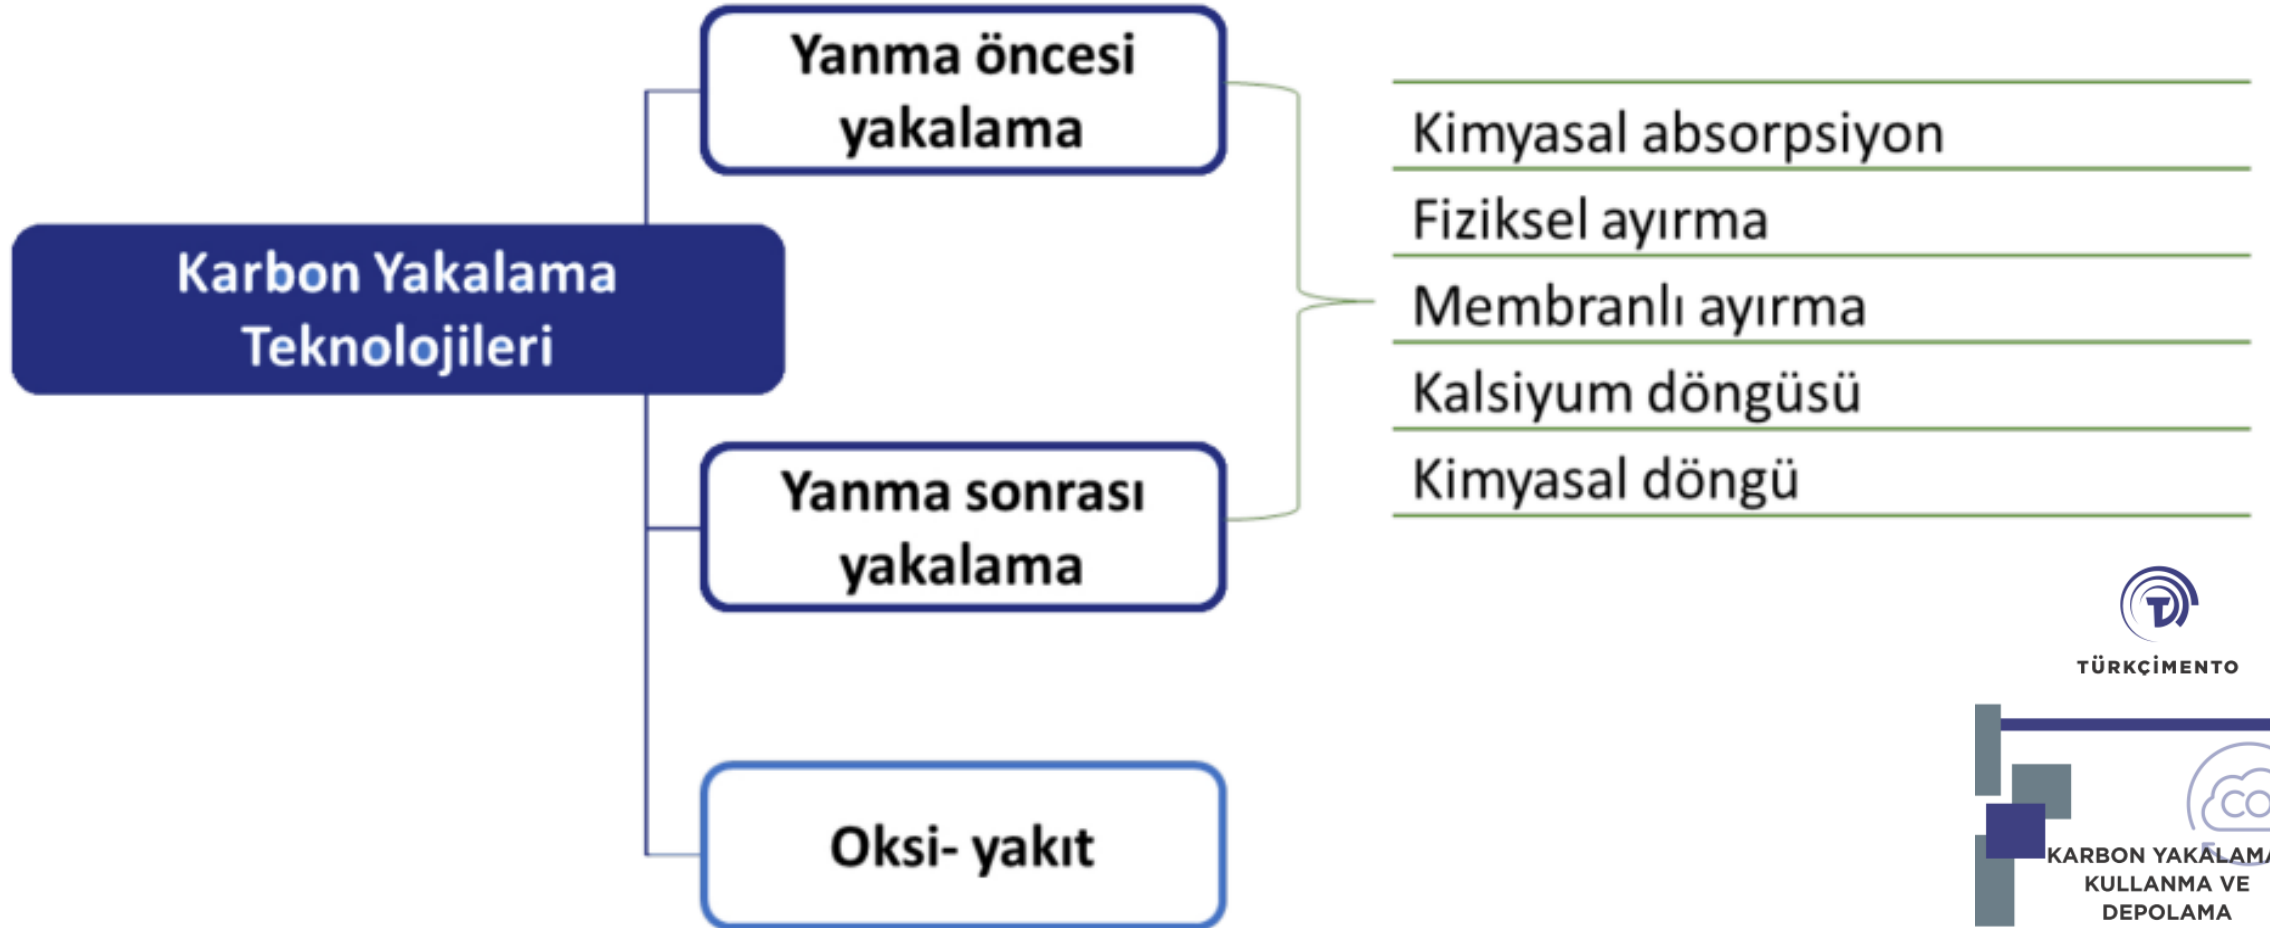 Yanma öncesi
yakalama
Karbon Yakalama
Teknolojileri
Yanma sonrası
yakalama
Oksi- yakıt
Kimyasal absorpsiyon
Fiziksel ayırma
Membranlı ayırma
Kalsiyum döngüsü
Kimyasal döngü
TÜRKÇİMENTO
CO
KARBON YAKALAMA
KULLANMA VE
DEPOLAMA